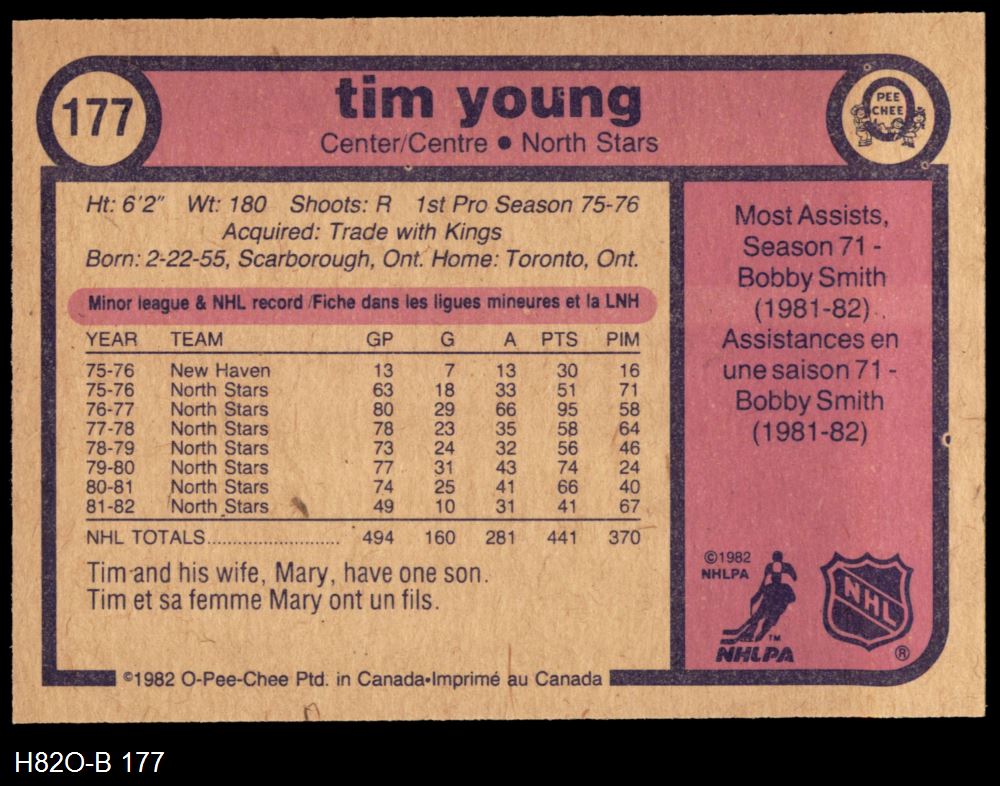 177
tim young
Center/Centre • North Stars
PEE
CHEE
Ht: 6'2" Wt: 180 Shoots: R 1st Pro Season 75-76
Acquired: Trade with Kings
Born: 2-22-55, Scarborough, Ont. Home: Toronto, Ont.
Minor league & NHL record/Fiche dans les ligues mineures et la LNH
YEAR TEAM GP G A PTS PIM
75-76 New Haven 13 7 13 30 16
75-76 North Stars 63 18 33 51 71
76-77 North Stars 80 29 66 95 58
77-78 North Stars 78 23 35 58 64
78-79 North Stars 73 24 32 56 46
79-80 North Stars 77 31 43 74 24
80-81 North Stars 74 25 41 66 40
81-82 North Stars 49 10 31 41 67
NHL TOTALS........................ 494 160 281 441 370
Tim and his wife, Mary, have one son.
Tim et sa femme Mary ont un fils.
©1982 O-Pee-Chee Ptd. in Canada•Imprimé au Canada
Most Assists,
Season 71 -
Bobby Smith
(1981-82)
Assistances en
une saison 71 -
Bobby Smith
(1981-82)
©1982
NHLPA
TM
NHLPA
NHL
®
H82O-B 177